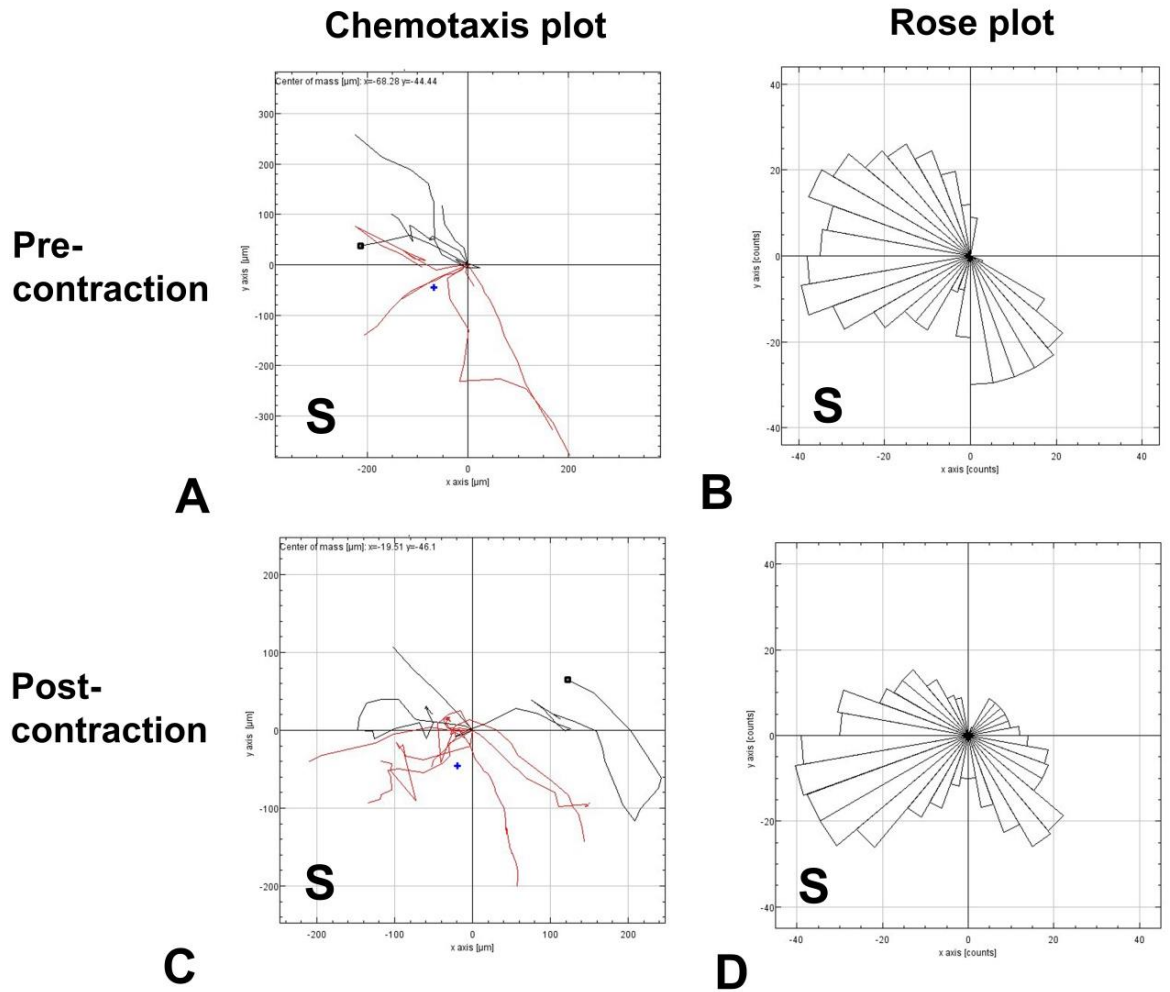 Chemotaxis plot
Rose plot
Pre-
contraction
Center of mass [µm]: x=-68.28 y=-44.44
300
200
100
0
-100
-200
-300
y axis [µm]
-200
0
200
x axis [µm]
S
A
40
20
0
-20
-40
y axis [counts]
-40
-20
0
20
40
x axis [counts]
S
B
Post-
contraction
Center of mass [µm]: x=-19.51 y=-46.1
200
100
0
-100
-200
y axis [µm]
-200
-100
0
100
200
x axis [µm]
S
C
40
20
0
-20
-40
y axis [counts]
-40
-20
0
20
40
x axis [counts]
S
D